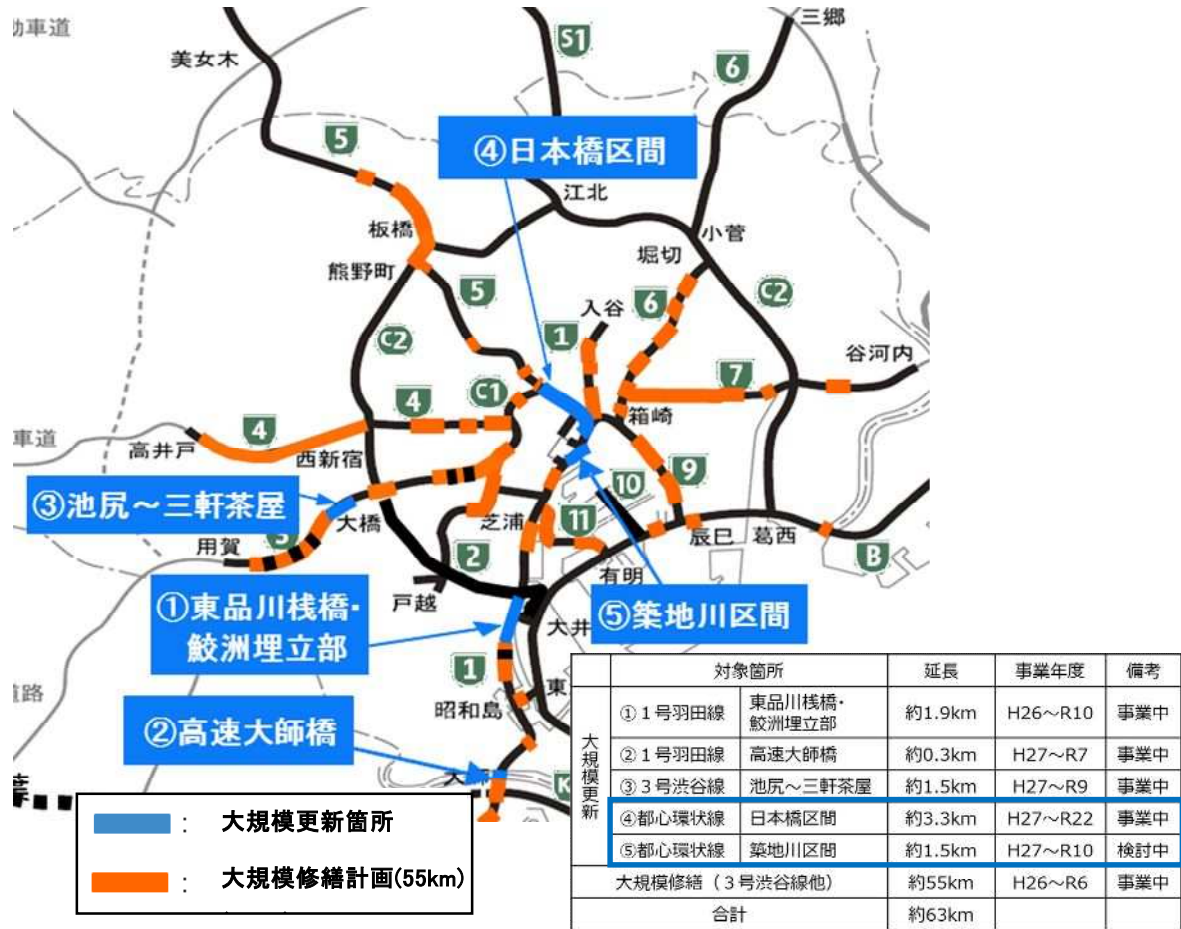 動車道
美女木
S1
三郷
6
5
④日本橋区間
江北
板橋
小菅
堀切
熊野町
5
入谷
6
C2
1
C2
谷河内
C1
7
4
車道
4
箱崎
高井戸
西新宿
9
③池尻～三軒茶屋
10
大橋
芝浦
11
用賀
3
辰巳
葛西
B
2
有明
戸越
①東品川桟橋・
鮫洲埋立部
⑤築地川区間
大井
1
東
道路
昭和島
②高速大師橋
大師
K
: 大規模更新箇所
: 大規模修繕計画(55km)
対象箇所 延長 事業年度 備考
大規模更新
①１号羽田線 東品川桟橋・
鮫洲埋立部 約1.9km H26～R10 事業中
②１号羽田線 高速大師橋 約0.3km H27～R7 事業中
③３号渋谷線 池尻～三軒茶屋 約1.5km H27～R9 事業中
④都心環状線 日本橋区間 約3.3km H27～R22 事業中
⑤都心環状線 築地川区間 約1.5km H27～R10 検討中
大規模修繕（３号渋谷線他） 約55km H26～R6 事業中
合計 約63km